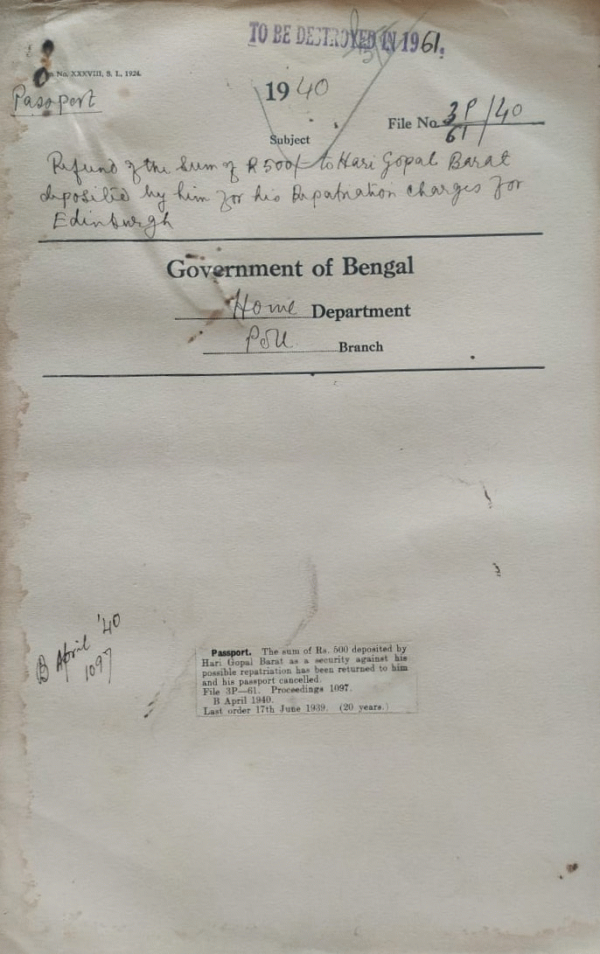 TO BE DESTROYED IN 1961.
No. XXXVIII, S. L., 1924.
Passport
1940
File No. 3P/61/40
Subject
Refund of the Sum of R 500/- to Hari Gopal Barat
deposited by him for his Repatriation charges for
Edinburgh
Government of Bengal
Home Department
Poll Branch
B April '40
1097
Passport. The sum of Rs. 500 deposited by
Hari Gopal Barat as a security against his
possible repatriation has been returned to him
and his passport cancelled.
File 3P—61. Proceedings 1097.
B April 1940.
Last order 17th June 1939. (20 years.)